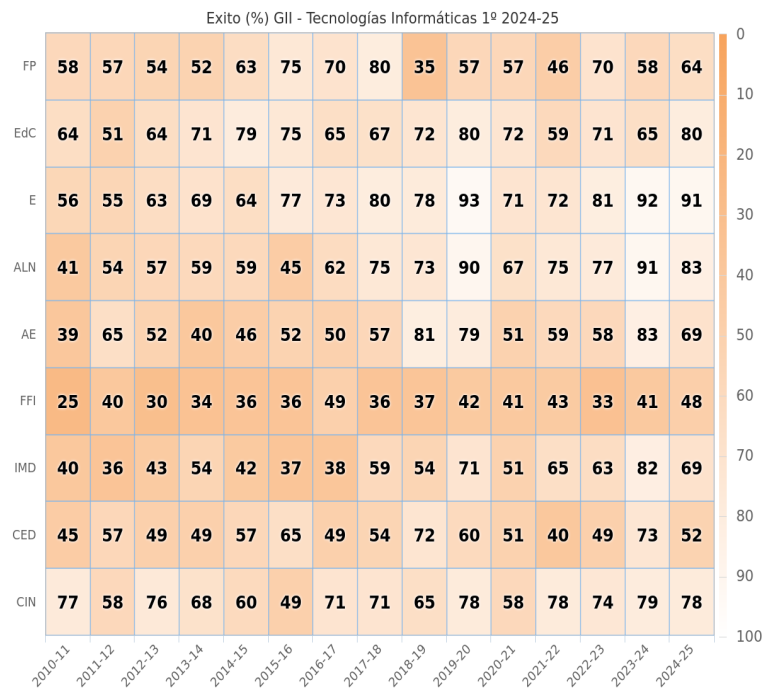 Exito (%) GII - Tecnologías Informáticas 1º 2024-25
FP 58 57 54 52 63 75 70 80 35 57 57 46 70 58 64
EdC 64 51 64 71 79 75 65 67 72 80 72 59 71 65 80
E 56 55 63 69 64 77 73 80 78 93 71 72 81 92 91
ALN 41 54 57 59 59 45 62 75 73 90 67 75 77 91 83
AE 39 65 52 40 46 52 50 57 81 79 51 59 58 83 69
FFI 25 40 30 34 36 36 49 36 37 42 41 43 33 41 48
IMD 40 36 43 54 42 37 38 59 54 71 51 65 63 82 69
CED 45 57 49 49 57 65 49 54 72 60 51 40 49 73 52
CIN 77 58 76 68 60 49 71 71 65 78 58 78 74 79 78
2010-11 2011-12 2012-13 2013-14 2014-15 2015-16 2016-17 2017-18 2018-19 2019-20 2020-21 2021-22 2022-23 2023-24 2024-25
0
10
20
30
40
50
60
70
80
90
100